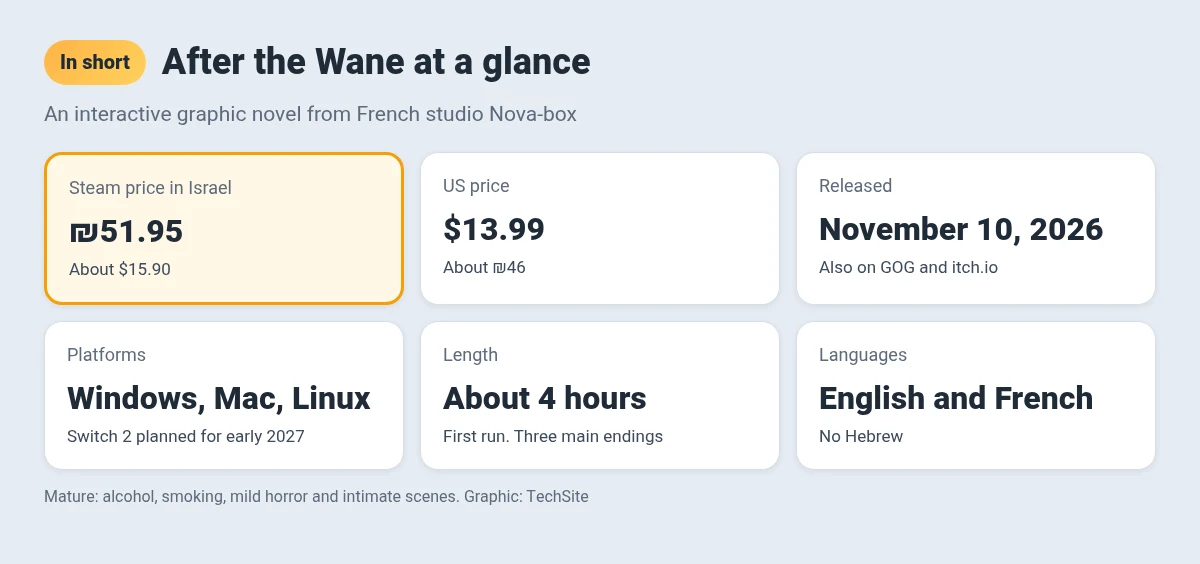 In short
After the Wane at a glance
An interactive graphic novel from French studio Nova-box
Steam price in Israel
₪51.95
About $15.90
US price
$13.99
About ₪46
Released
November 10, 2026
Also on GOG and itch.io
Platforms
Windows, Mac, Linux
Switch 2 planned for early 2027
Length
About 4 hours
First run. Three main endings
Languages
English and French
No Hebrew
Mature: alcohol, smoking, mild horror and intimate scenes. Graphic: TechSite